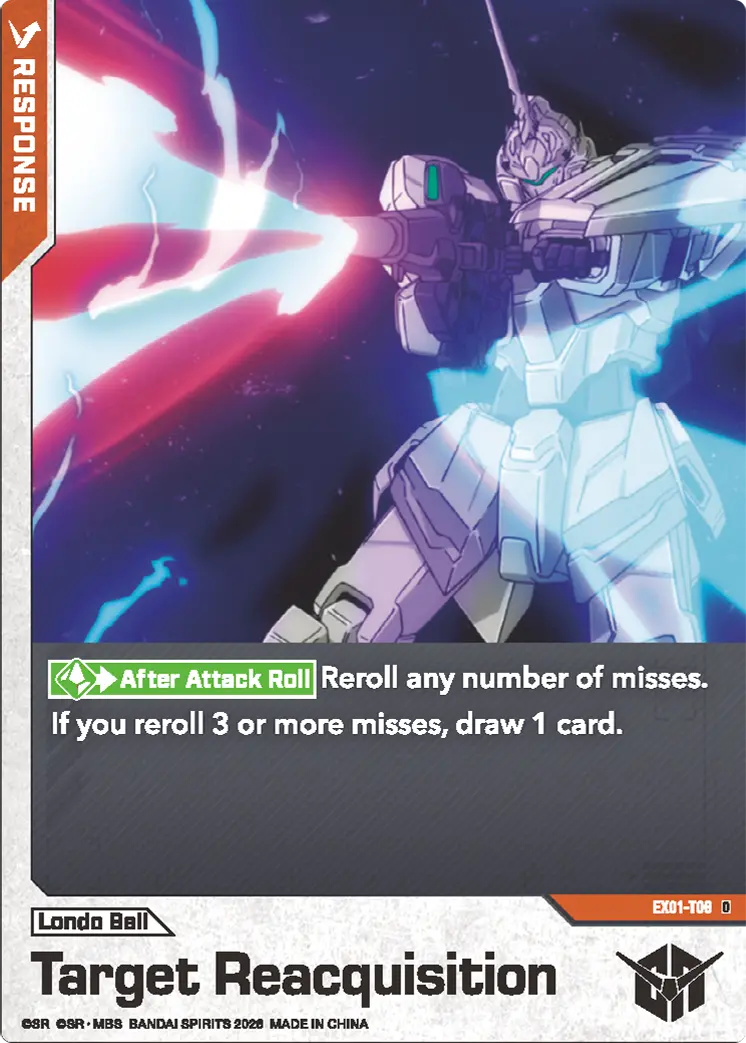 RESPONSE
After Attack Roll Reroll any number of misses.
If you reroll 3 or more misses, draw 1 card.
EX01-T06 D
Londo Bell
Target Reacquisition
©SR ©SR・MBS BANDAI SPIRITS 2026 MADE IN CHINA